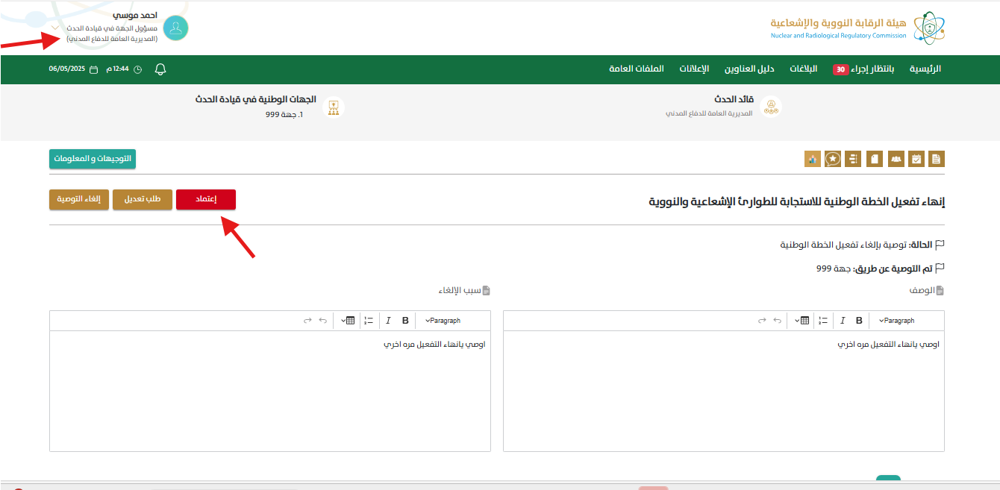 هيئة الرقابة النووية والإشعاعية
Nuclear and Radiological Regulatory Commission
احمد موسي
مسؤول الجهة في قيادة الحدث
(المديرية العامة للدفاع المدني)
الرئيسية
بانتظار إجراء 30
البلاغات
دليل العناوين
الإعلانات
الملفات العامة
12:44 م
06/05/2025
قائد الحدث
المديرية العامة للدفاع المدني
الجهات الوطنية في قيادة الحدث
1. جهة 999
التوجيهات و المعلومات
إنهاء تفعيل الخطة الوطنية للاستجابة للطوارئ الإشعاعية والنووية
إعتماد
طلب تعديل
إلغاء التوصية
الحالة: توصية بإلغاء تفعيل الخطة الوطنية
تم التوصية عن طريق: جهة 999
الوصف
سبب الإلغاء
Paragraph
B I
Paragraph
B I
اوصي يانهاء التفعيل مره اخري
اوصي يانهاء التفعيل مره اخري